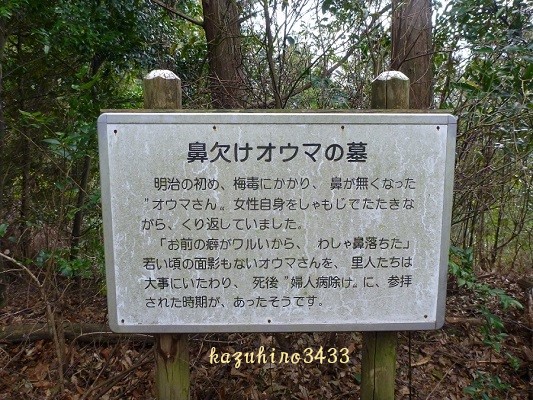 鼻欠けオウマの墓
明治の初め、梅毒にかかり、鼻が無くなった
"オウマさん„。女性自身をしゃもじでたたきな
がら、くり返していました。
「お前の癖がワルいから、わしゃ鼻落ちた」
若い頃の面影もないオウマさんを、里人たちは
大事にいたわり、死後"婦人病除け„に、参拝
された時期が、あったそうです。
kazuhiro3433